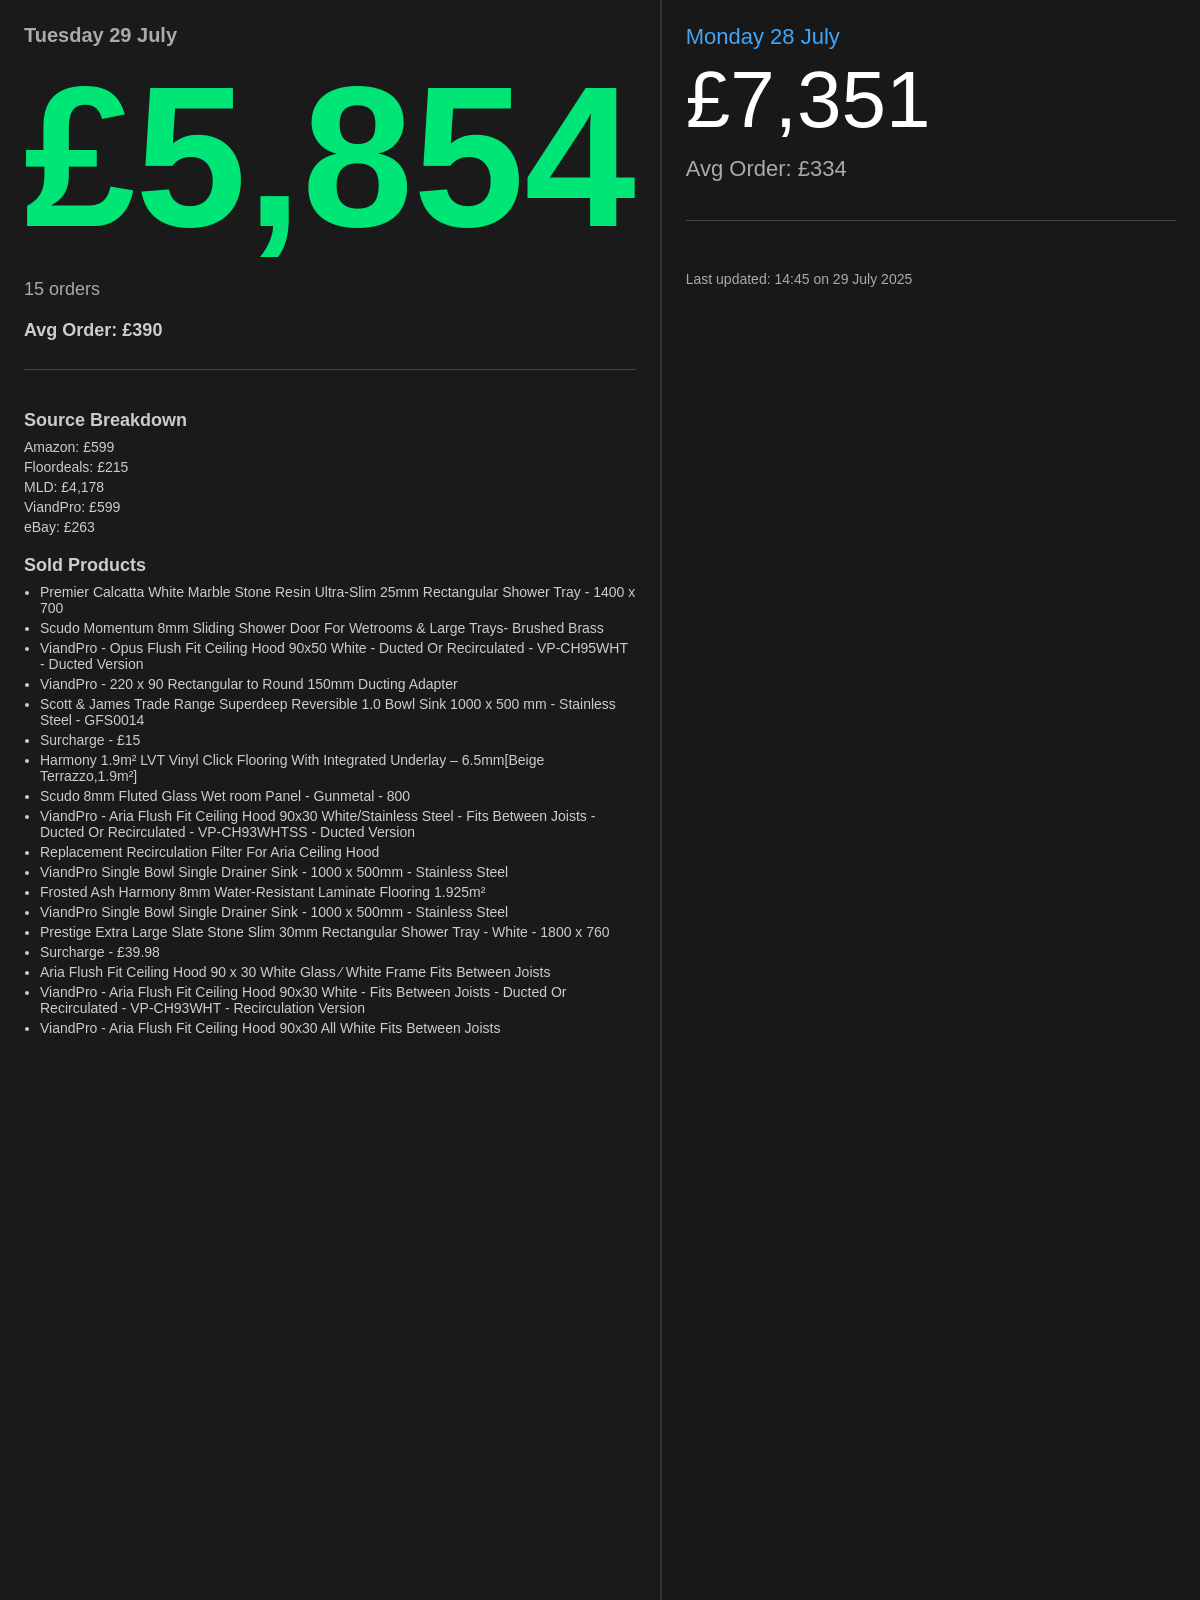 Tuesday 29 July
£5,854
15 orders
Avg Order: £390
Source Breakdown
Amazon: £599
Floordeals: £215
MLD: £4,178
ViandPro: £599
eBay: £263
Sold Products
• Premier Calcatta White Marble Stone Resin Ultra-Slim 25mm Rectangular Shower Tray - 1400 x
700
• Scudo Momentum 8mm Sliding Shower Door For Wetrooms & Large Trays- Brushed Brass
• ViandPro - Opus Flush Fit Ceiling Hood 90x50 White - Ducted Or Recirculated - VP-CH95WHT
- Ducted Version
• ViandPro - 220 x 90 Rectangular to Round 150mm Ducting Adapter
• Scott & James Trade Range Superdeep Reversible 1.0 Bowl Sink 1000 x 500 mm - Stainless
Steel - GFS0014
• Surcharge - £15
• Harmony 1.9m² LVT Vinyl Click Flooring With Integrated Underlay – 6.5mm[Beige
Terrazzo,1.9m²]
• Scudo 8mm Fluted Glass Wet room Panel - Gunmetal - 800
• ViandPro - Aria Flush Fit Ceiling Hood 90x30 White/Stainless Steel - Fits Between Joists -
Ducted Or Recirculated - VP-CH93WHTSS - Ducted Version
• Replacement Recirculation Filter For Aria Ceiling Hood
• ViandPro Single Bowl Single Drainer Sink - 1000 x 500mm - Stainless Steel
• Frosted Ash Harmony 8mm Water-Resistant Laminate Flooring 1.925m²
• ViandPro Single Bowl Single Drainer Sink - 1000 x 500mm - Stainless Steel
• Prestige Extra Large Slate Stone Slim 30mm Rectangular Shower Tray - White - 1800 x 760
• Surcharge - £39.98
• Aria Flush Fit Ceiling Hood 90 x 30 White Glass ⁄ White Frame Fits Between Joists
• ViandPro - Aria Flush Fit Ceiling Hood 90x30 White - Fits Between Joists - Ducted Or
Recirculated - VP-CH93WHT - Recirculation Version
• ViandPro - Aria Flush Fit Ceiling Hood 90x30 All White Fits Between Joists
Monday 28 July
£7,351
Avg Order: £334
Last updated: 14:45 on 29 July 2025